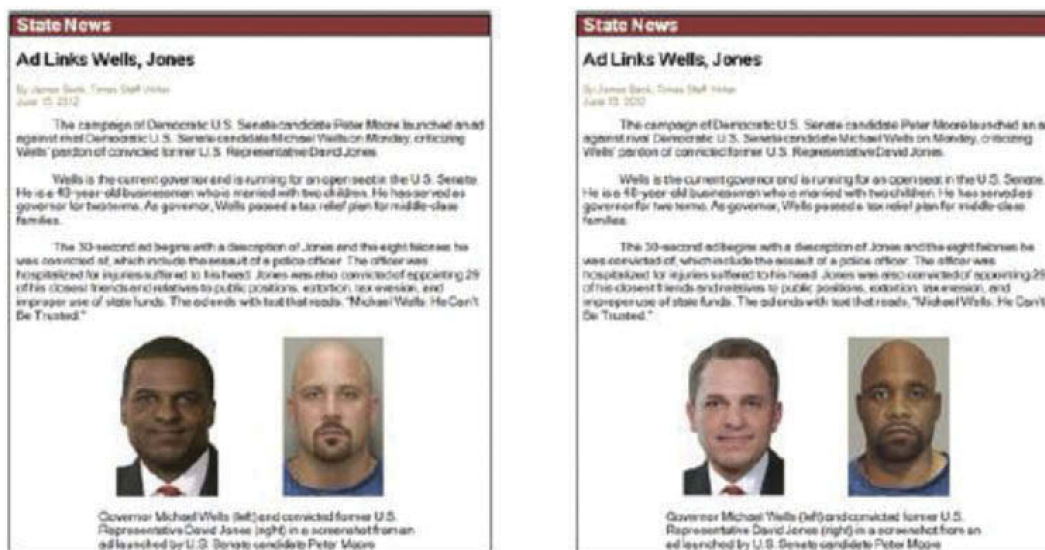 State News
Ad Links Wells, Jones
By James Beck, Times Staff Writer
June 15, 2012
The campaign of Democratic U.S. Senate candidate Peter Moore launched an ad
against rival Democratic U.S. Senate candidate Michael Wells on Monday, criticizing
Wells' pardon of convicted former U.S. Representative David Jones.
Wells is the current governor and is running for an open seat in the U.S. Senate.
He is a 48-year-old businessman who is married with two children. He has served as
governor for two terms. As governor, Wells passed a tax relief plan for middle-class
families.
The 30-second ad begins with a description of Jones and the eight felonies he
was convicted of, which include the assault of a police officer. The officer was
hospitalized for injuries suffered to his head. Jones was also convicted of appointing 29
of his closest friends and relatives to public positions, extortion, tax evasion, and
improper use of state funds. The ad ends with text that reads, "Michael Wells: He Can't
Be Trusted."
Governor Michael Wells (left) and convicted former U.S.
Representative David Jones (right) in a screenshot from an
ad launched by U.S. Senate candidate Peter Moore
State News
Ad Links Wells, Jones
By James Beck, Times Staff Writer
June 15, 2012
The campaign of Democratic U.S. Senate candidate Peter Moore launched an a
against rival Democratic U.S. Senate candidate Michael Wells on Monday, criticizing
Wells' pardon of convicted former U.S. Representative David Jones.
Wells is the current governor and is running for an open seat in the U.S. Senate.
He is a 48-year-old businessman who is married with two children. He has served as
governor for two terms. As governor, Wells passed a tax relief plan for middle-class
families.
The 30-second ad begins with a description of Jones and the eight felonies he
was convicted of, which include the assault of a police officer. The officer was
hospitalized for injuries suffered to his head. Jones was also convicted of appointing 29
of his closest friends and relatives to public positions, extortion, tax evasion, and
improper use of state funds. The ad ends with text that reads, "Michael Wells: He Can't
Be Trusted."
Governor Michael Wells (left) and convicted former U.S.
Representative David Jones (right) in a screenshot from an
ad launched by U.S. Senate candidate Peter Moore